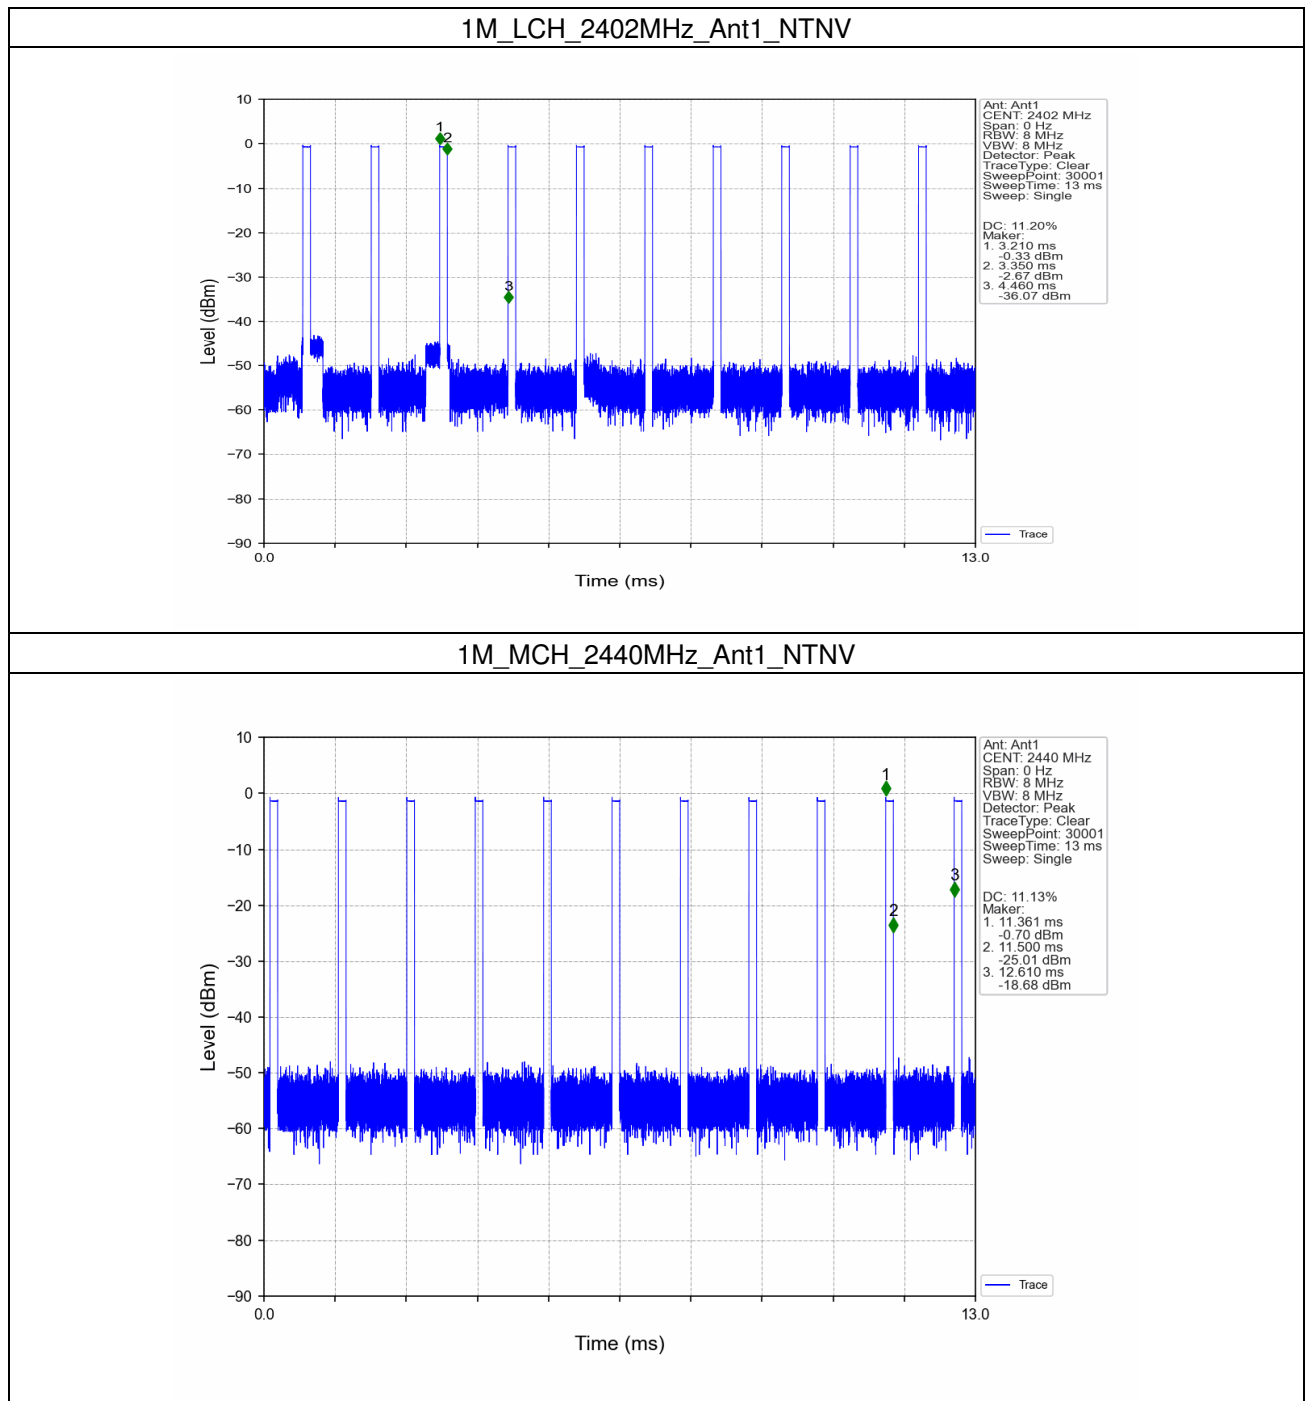 1M_LCH_2402MHz_Ant1_NTNV
10
0
−10
−20
−30
−40
−50
−60
−70
−80
−90
Level (dBm)
1
2
3
0.0
13.0
Time (ms)
Ant: Ant1
CENT: 2402 MHz
Span: 0 Hz
RBW: 8 MHz
VBW: 8 MHz
Detector: Peak
TraceType: Clear
SweepPoint: 30001
SweepTime: 13 ms
Sweep: Single
DC: 11.20%
Maker:
1. 3.210 ms
-0.33 dBm
2. 3.350 ms
-2.67 dBm
3. 4.460 ms
-36.07 dBm
Trace
1M_MCH_2440MHz_Ant1_NTNV
10
0
−10
−20
−30
−40
−50
−60
−70
−80
−90
Level (dBm)
1
2
3
0.0
13.0
Time (ms)
Ant: Ant1
CENT: 2440 MHz
Span: 0 Hz
RBW: 8 MHz
VBW: 8 MHz
Detector: Peak
TraceType: Clear
SweepPoint: 30001
SweepTime: 13 ms
Sweep: Single
DC: 11.13%
Maker:
1. 11.361 ms
-0.70 dBm
2. 11.500 ms
-25.01 dBm
3. 12.610 ms
-18.68 dBm
Trace